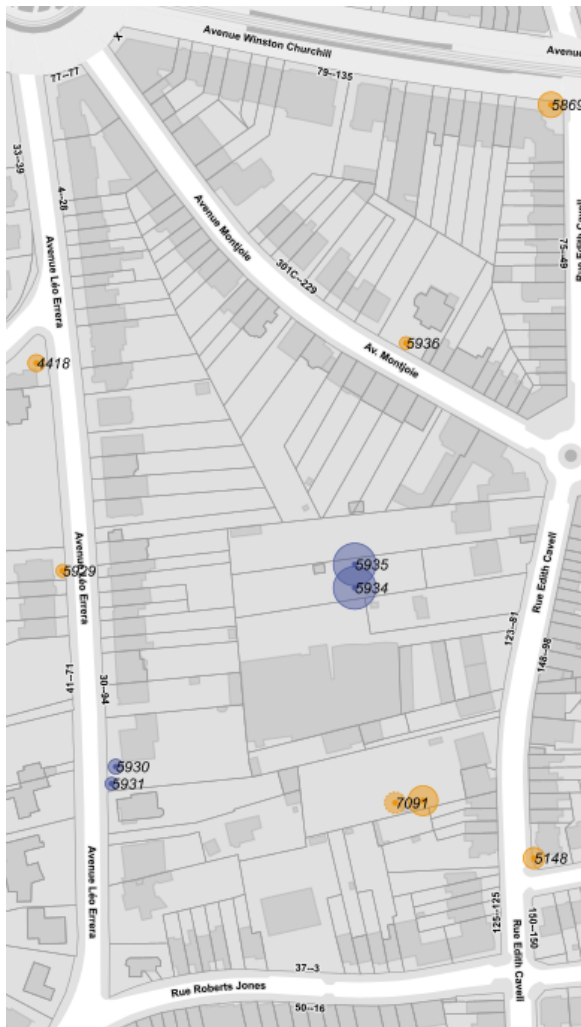 x
Avenue Winston Churchill
Avenue
77--77
79--135
5869
33--39
4--28
Avenue Léo Errera
Avenue Montjoie
301C--229
75--49
Rue Edith Cavell
5936
Av. Montjoie
4418
5935
5934
Avenue Léo Errera
5929
Rue Edith Cavell
123--81
148--98
41--71
30--94
5930
5931
7091
5148
Avenue Léo Errera
125--125
150--150
Rue Edith Cavell
37--3
Rue Roberts Jones
50--16